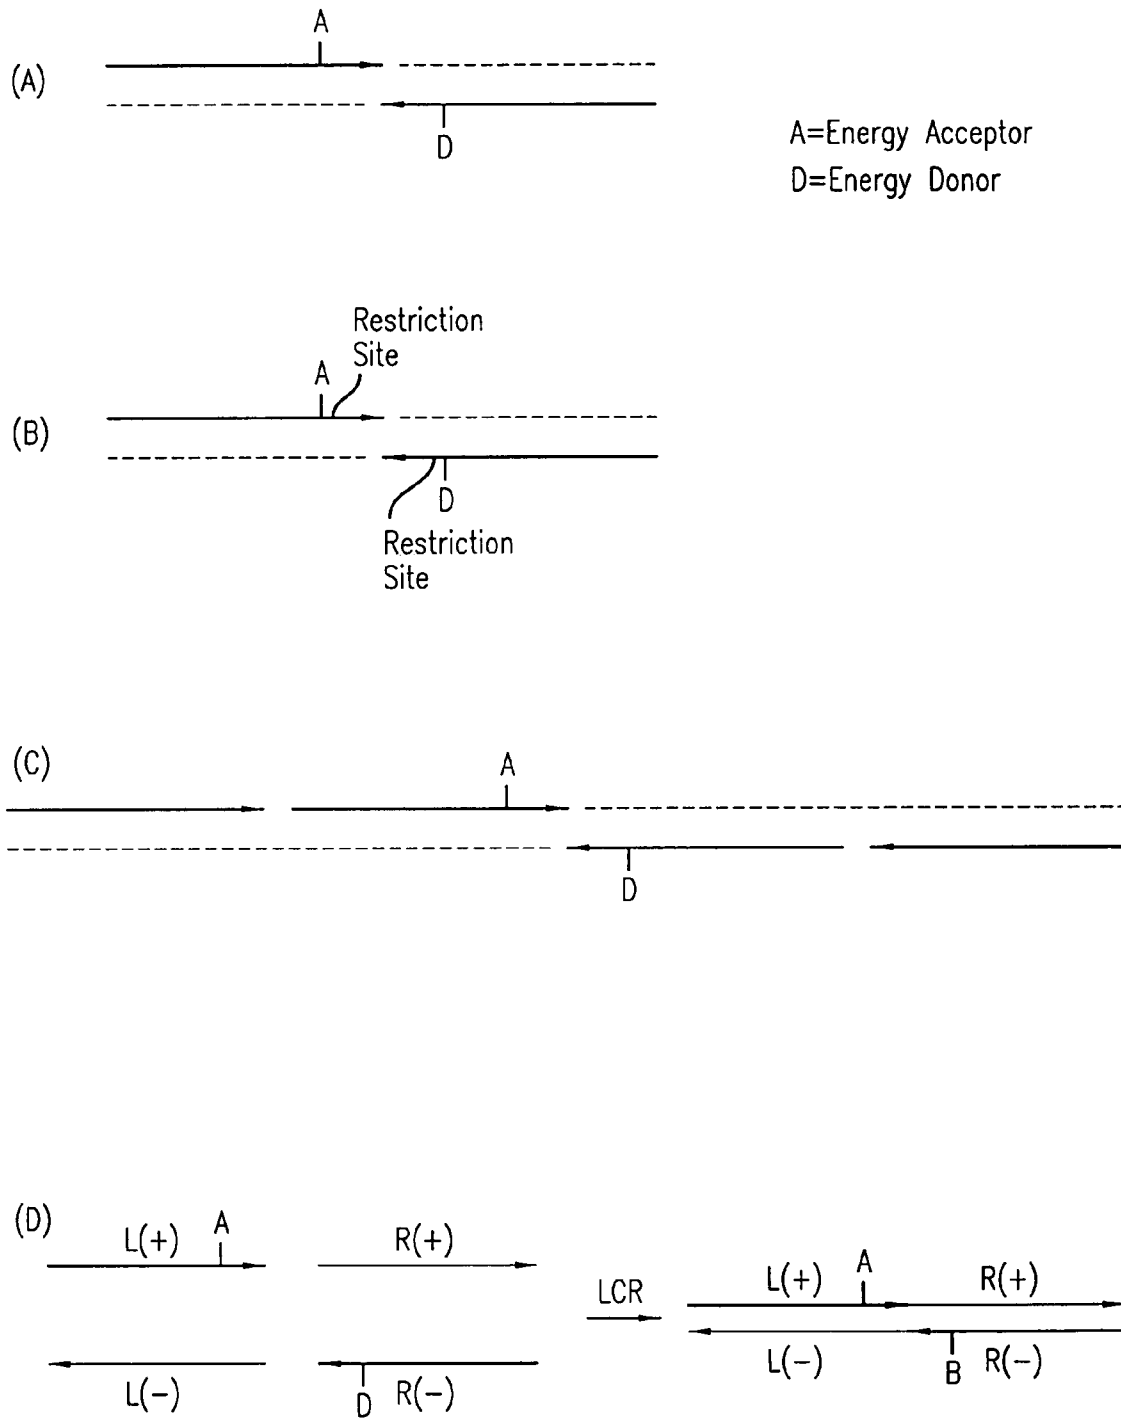 A
(A)
D
A=Energy Acceptor
D=Energy Donor
Restriction
Site
A
(B)
D
Restriction
Site
(C)
A
D
(D)
L(+)
A
R(+)
L(-)
D
R(-)
LCR
L(+)
A
R(+)
L(-)
B
R(-)